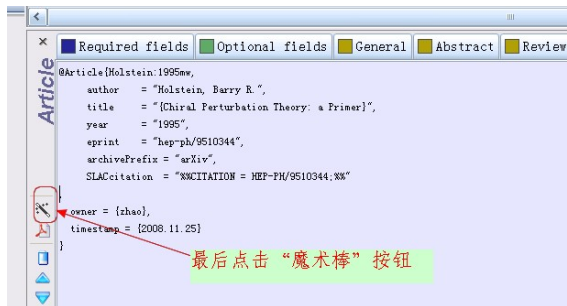 Required fields Optional fields General Abstract Review
Article
@Article{Holstein:1995mw,
author = "Holstein, Barry R.",
title = "{Chiral Perturbation Theory: a Primer}",
year = "1995",
eprint = "hep-ph/9510344",
archivePrefix = "arXiv",
SLACcitation = "%%CITATION = HEP-PH/9510344;%%"
}
owner = {zhao},
timestamp = {2008.11.25}
}
最后点击“魔术棒”按钮